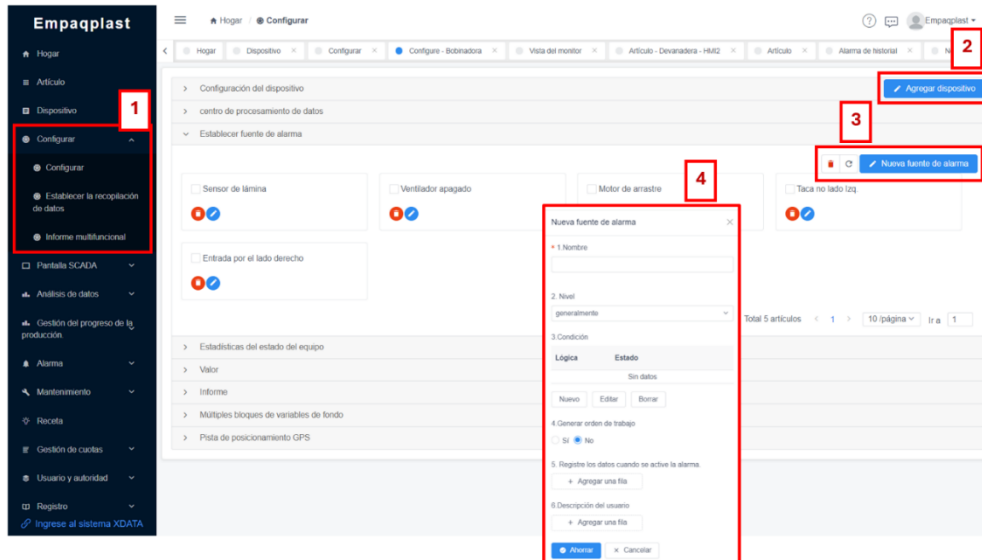 Empaqplast
Hogar / Configurar
Empaqplast
Hogar
Dispositivo ×
Configurar ×
Configure - Bobinadora ×
Vista del monitor ×
Artículo - Devanadera - HMI2 ×
Artículo ×
Alarma de historial ×
1
2
3
4
Hogar
Artículo
Dispositivo
Configurar
Configurar
Establecer la recopilación
de datos
Informe multifuncional
Pantalla SCADA
Análisis de datos
Gestión del progreso de la
producción.
Alarma
Mantenimiento
Receta
Gestión de cuotas
Usuario y autoridad
Registro
Ingrese al sistema XDATA
Configuración del dispositivo
Agregar dispositivo
centro de procesamiento de datos
Establecer fuente de alarma
Nueva fuente de alarma
Sensor de lámina
Ventilador apagado
Motor de arrastre
Taca no lado Izq.
Entrada por el lado derecho
Total 5 artículos < 1 > 10 /página Ir a 1
Estadísticas del estado del equipo
Valor
Informe
Múltiples bloques de variables de fondo
Pista de posicionamiento GPS
Nueva fuente de alarma ×
* 1.Nombre
2. Nivel
generalmente
3.Condición
Lógica Estado
Sin datos
Nuevo Editar Borrar
4.Generar orden de trabajo
Sí No
5. Registre los datos cuando se active la alarma.
+ Agregar una fila
6.Descripción del usuario
+ Agregar una fila
Ahorrar × Cancelar